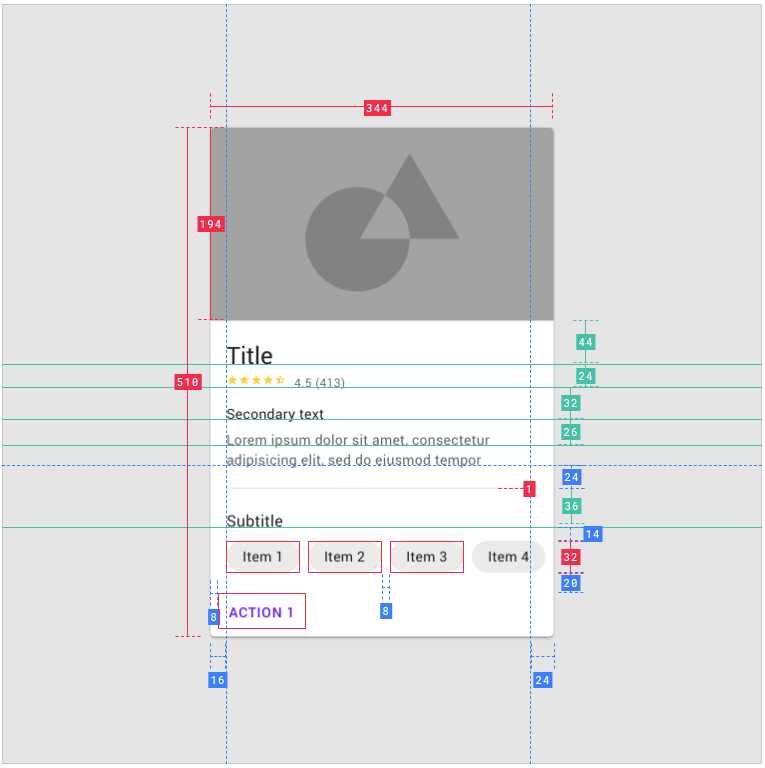 344
194
Title
44
24
510
4.5 (413)
32
Secondary text
26
Lorem ipsum dolor sit amet, consectetur
adipisicing elit, sed do eiusmod tempor
24
1
36
Subtitle
14
Item 1 Item 2 Item 3 Item 4
32
20
8
ACTION 1
8
16
24